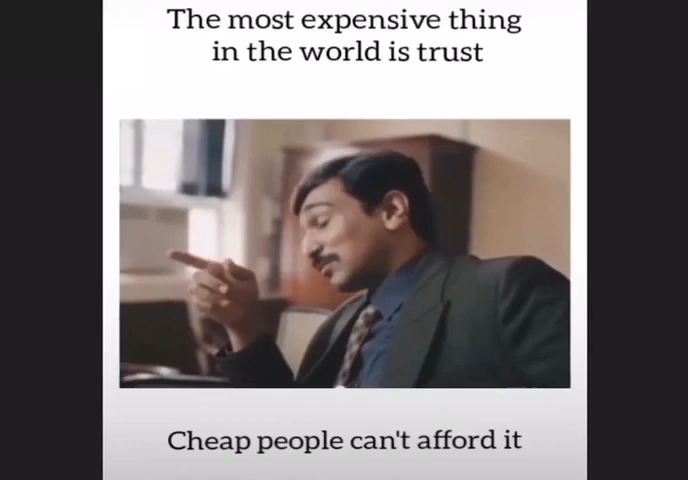 The most expensive thing
in the world is trust
Cheap people can't afford it